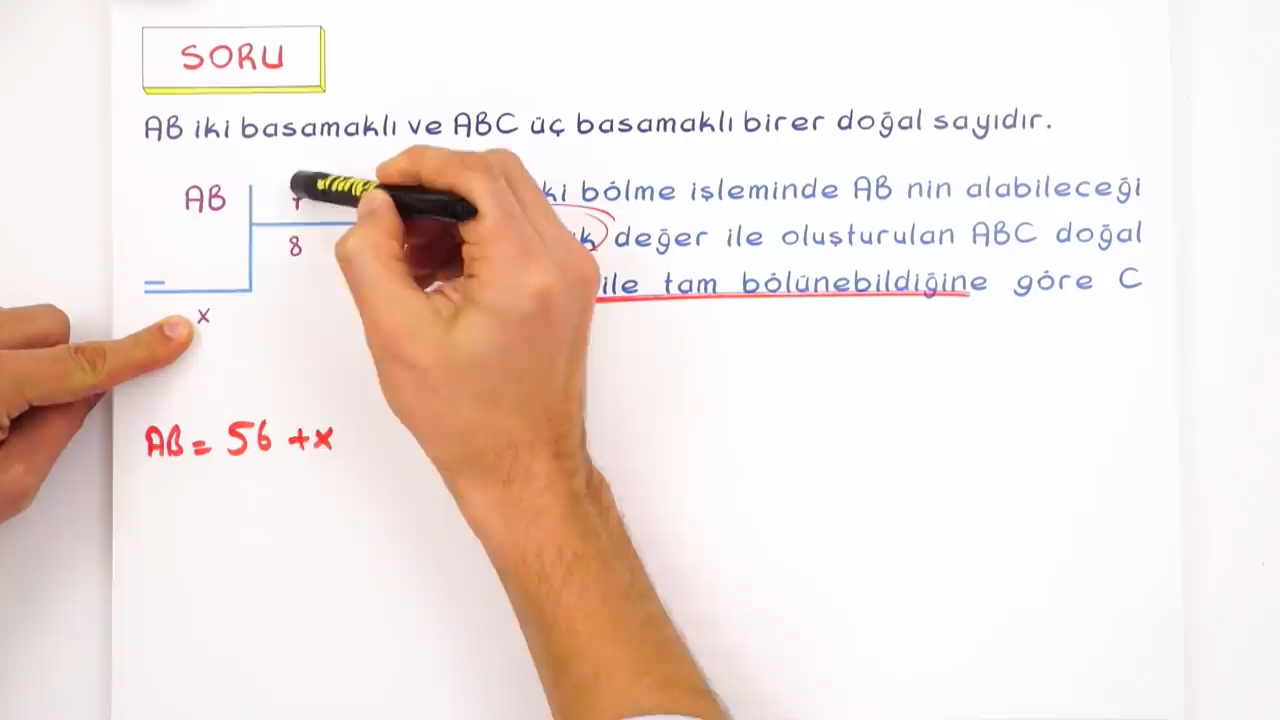 SORU
AB iki basamaklı ve ABC üç basamaklı birer doğal sayıdır.
AB
8
x
bölme işleminde AB nin alabileceği
değer ile oluşturulan ABC doğal
ile tam bölünebildiğine göre C
AB = 56 + x